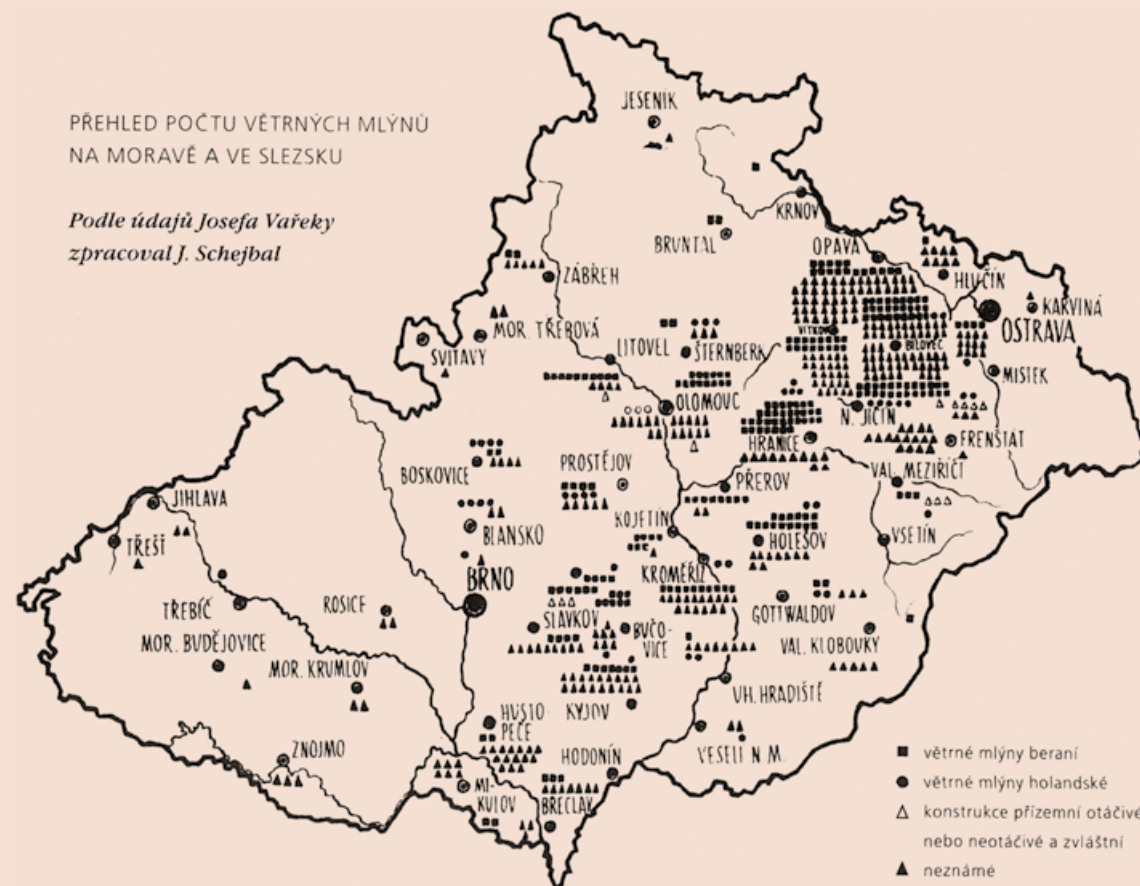 PŘEHLED POČTU VĚTRNÝCH MLÝNŮ
NA MORAVĚ A VE SLEZSKU
Podle údajů Josefa Vařeky
zpracoval J. Schejbal
JESENÍK
KRNOV
BRUNTÁL
OPAVA
HLUČÍN
ZÁBŘEH
KARVINÁ
OSTRAVA
MOR. TŘEBOVÁ
VÍTKOV
SVITAVY
LITOVEL
ŠTERNBERK
BÍLOVEC
MÍSTEK
OLOMOUC
N. JIČÍN
HRANICE
FRENŠTÁT
BOSKOVICE
PROSTĚJOV
VAL. MEZIŘÍČÍ
PŘEROV
JIHLAVA
KOJETÍN
BLANSKO
TŘEŠŤ
HOLEŠOV
VSETÍN
BRNO
KROMĚŘÍŽ
TŘEBÍČ
ROSICE
SLAVKOV
GOTTWALDOV
BUČO-
VICE
MOR. BUDĚJOVICE
VAL. KLOBOUKY
MOR. KRUMLOV
UH. HRADIŠTĚ
HUSTO-
PEČE
KYJOV
ZNOJMO
HODONÍN
VESELÍ N M.
MI-
KULOV
BŘECLAV
větrné mlýny beraní
větrné mlýny holandské
konstrukce přízemní otáčivé
nebo neotáčivé a zvláštní
neznámé